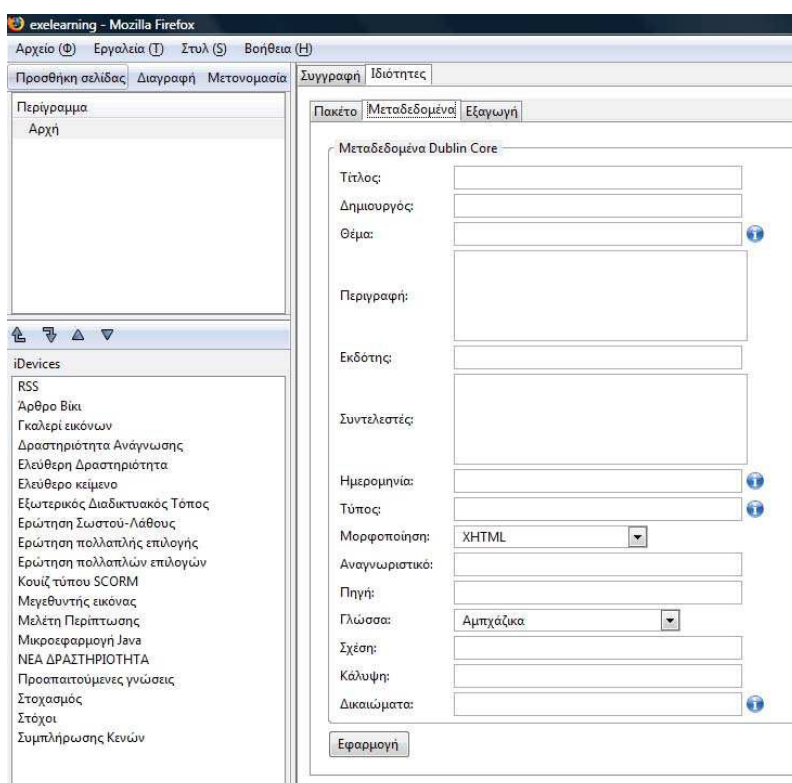 exelearning - Mozilla Firefox
Αρχείο (Φ) Εργαλεία (Τ) Στυλ (S) Βοήθεια (Η)
Προσθήκη σελίδας Διαγραφή Μετονομασία
Περίγραμμα
Αρχή
iDevices
RSS
Άρθρο Βίκι
Γκαλερί εικόνων
Δραστηριότητα Ανάγνωσης
Ελεύθερη Δραστηριότητα
Ελεύθερο κείμενο
Εξωτερικός Διαδικτυακός Τόπος
Ερώτηση Σωστού-Λάθους
Ερώτηση πολλαπλής επιλογής
Ερώτηση πολλαπλών επιλογών
Κουίζ τύπου SCORM
Μεγεθυντής εικόνας
Μελέτη Περίπτωσης
Μικροεφαρμογή Java
ΝΕΑ ΔΡΑΣΤΗΡΙΟΤΗΤΑ
Προαπαιτούμενες γνώσεις
Στοχασμός
Στόχοι
Συμπλήρωσης Κενών
Συγγραφή Ιδιότητες
Πακέτο Μεταδεδομένα Εξαγωγή
Μεταδεδομένα Dublin Core
Τίτλος:
Δημιουργός:
Θέμα:
Περιγραφή:
Εκδότης:
Συντελεστές:
Ημερομηνία:
Τύπος:
Μορφοποίηση: XHTML
Αναγνωριστικό:
Πηγή:
Γλώσσα: Αμπχάζικα
Σχέση:
Κάλυψη:
Δικαιώματα:
Εφαρμογή